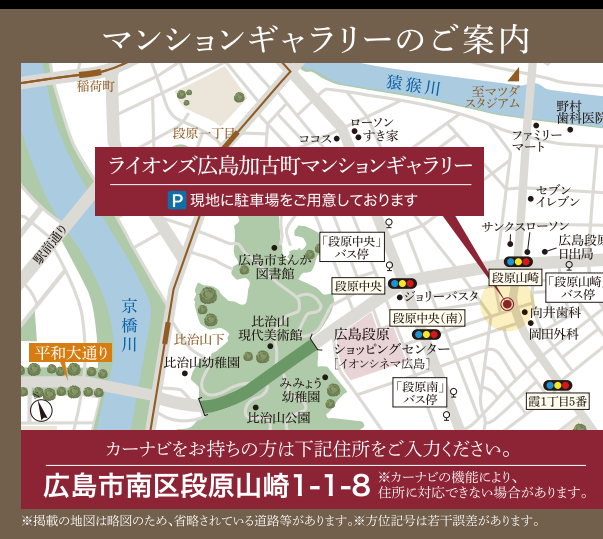 マンションギャラリーのご案内
稲荷町
猿猴川
至マツダ
スタジアム
野村
歯科医院
段原一丁目
ローソン
ココス
すき家
ファミリー
マート
ライオンズ広島加古町マンションギャラリー
P 現地に駐車場をご用意しております
セブン
イレブン
サンクス
ローソン
駅前通り
「段原中央」
バス停
広島段原
日出局
広島市まんが
図書館
段原中央
段原山崎
「段原山崎」
バス停
ジョリーパスタ
京橋川
比治山
現代美術館
段原中央(南)
向井歯科
岡田外科
比治山下
広島段原
ショッピングセンター
[イオンシネマ広島]
平和大通り
比治山幼稚園
みみょう
幼稚園
「段原南」
バス停
霞1丁目5番
比治山公園
カーナビをお持ちの方は下記住所をご入力ください。
広島市南区段原山崎1-1-8
※カーナビの機能により、
住所に対応できない場合があります。
※掲載の地図は略図のため、省略されている道路等があります。※方位記号は若干誤差があります。